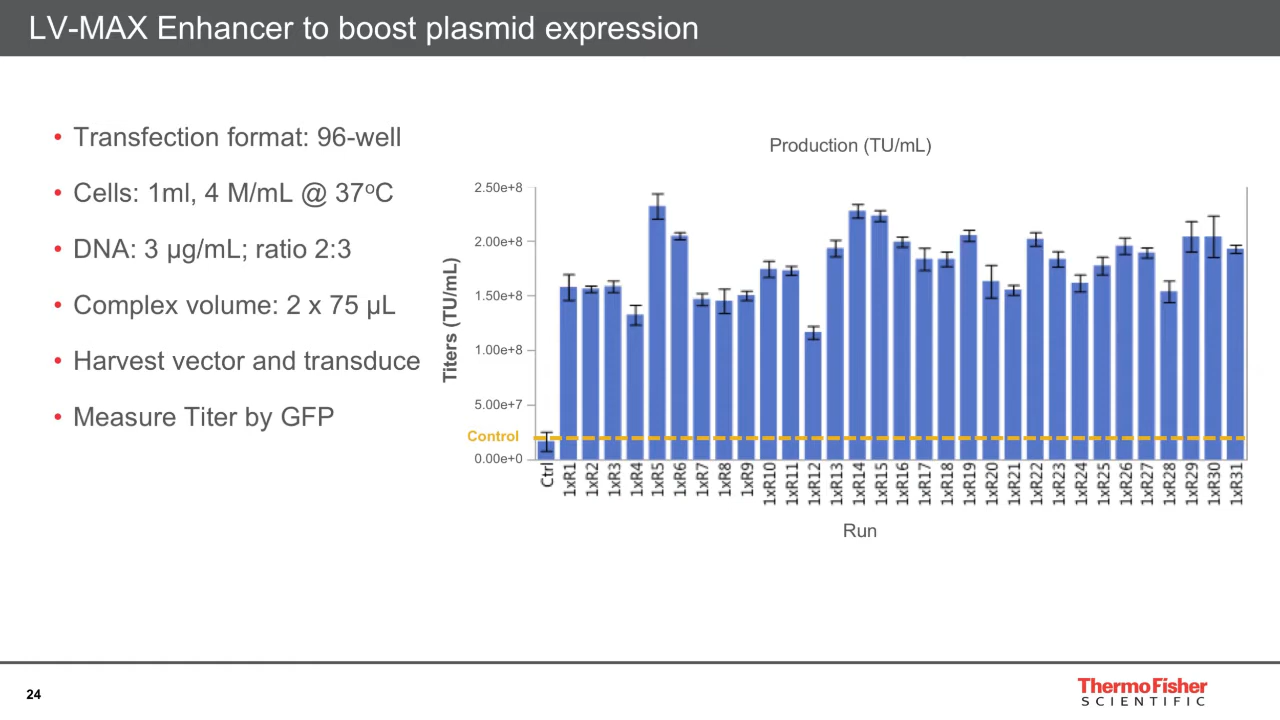 LV-MAX Enhancer to boost plasmid expression
• Transfection format: 96-well
• Cells: 1ml, 4 M/mL @ 37ºC
• DNA: 3 µg/mL; ratio 2:3
• Complex volume: 2 x 75 µL
• Harvest vector and transduce
• Measure Titer by GFP
Production (TU/mL)
Titers (TU/mL)
2.50e+8
2.00e+8
1.50e+8
1.00e+8
5.00e+7
Control
0.00e+0
Ctrl
1xR1
1xR2
1xR3
1xR4
1xR5
1xR6
1xR7
1xR8
1xR9
1xR10
1xR11
1xR12
1xR13
1xR14
1xR15
1xR16
1xR17
1xR18
1xR19
1xR20
1xR21
1xR22
1xR23
1xR24
1xR25
1xR26
1xR27
1xR28
1xR29
1xR30
1xR31
Run
24
ThermoFisher
SCIENTIFIC